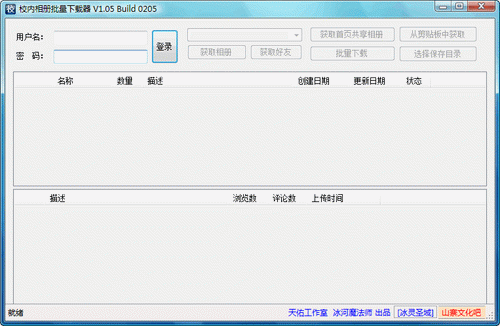 校 校内相册批量下载器 V1.05 Build 0205
用户名:
密 码:
登录
获取相册 获取好友
获取首页共享相册 从剪贴板中获取
批量下载 选择保存目录
名称 数量 描述 创建日期 更新日期 状态
描述 浏览数 评论数 上传时间
就绪 天佑工作室 冰河魔法师 出品 [冰灵圣域] 山寨文化吧